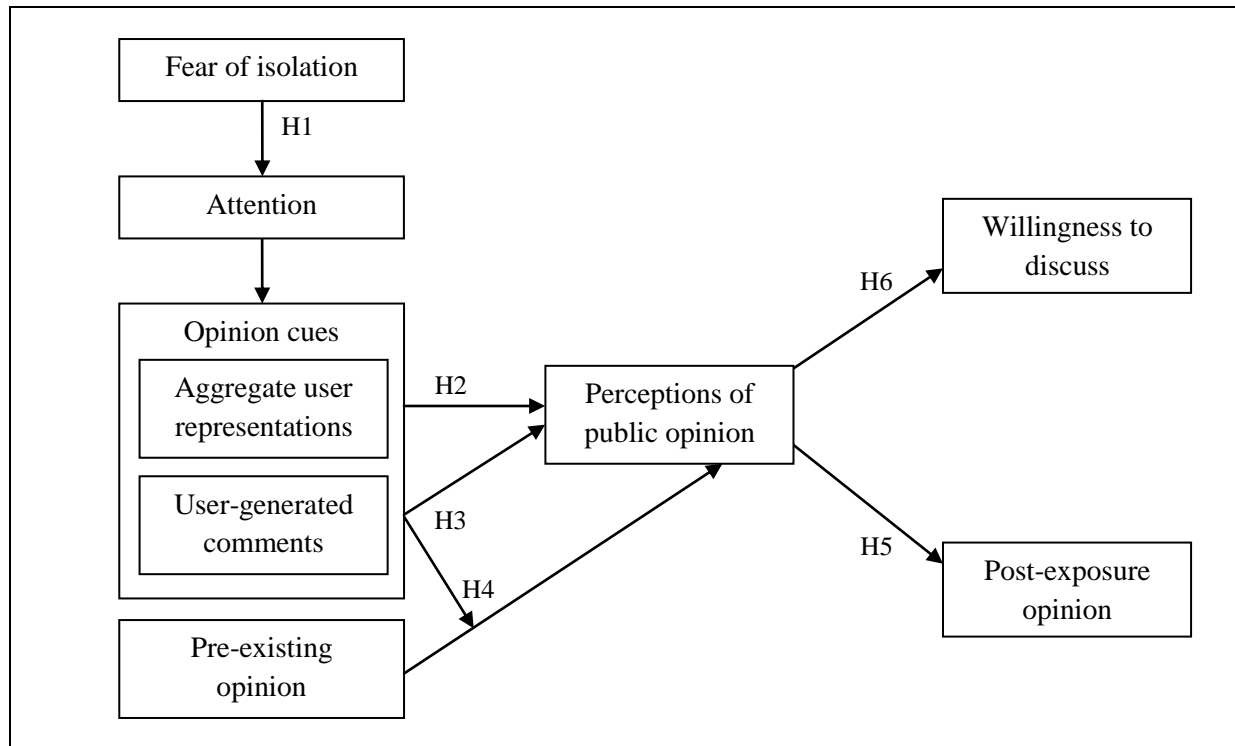 Fear of isolation
H1
Attention
Opinion cues
Aggregate user
representations
User-generated
comments
Pre-existing
opinion
H2
H3
H4
Perceptions of
public opinion
H6
H5
Willingness to
discuss
Post-exposure
opinion